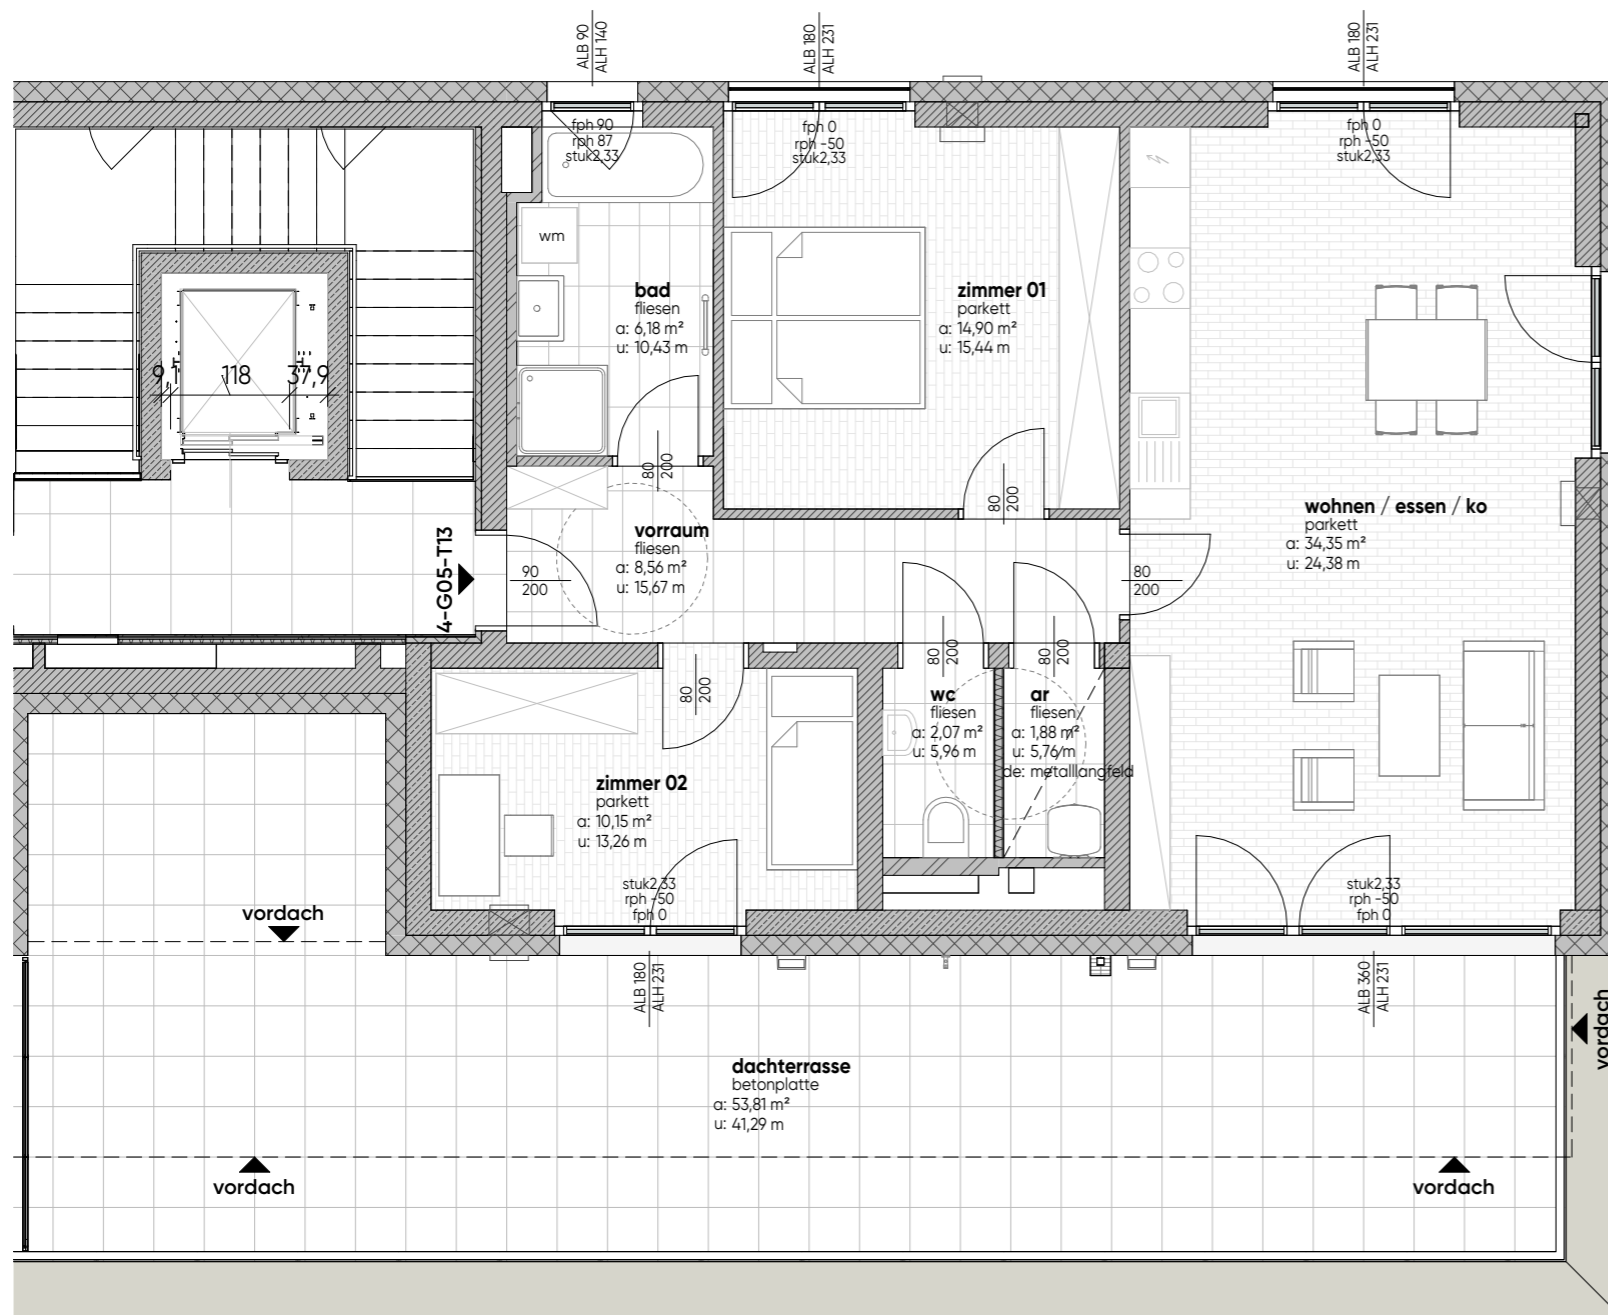 ALB 90
ALH 140
ALB 180
ALH 231
ALB 180
ALH 231
fph 90
rph 87
stuk2,33
fph 0
rph -50
stuk2,33
fph 0
rph -50
stuk2,33
wm
bad
fliesen
a: 6,18 m²
u: 10,43 m
zimmer 01
parkett
a: 14,90 m²
u: 15,44 m
118
37,9
80
200
80
200
wohnen / essen / ko
parkett
a: 34,35 m²
u: 24,38 m
4-G05-T13
vorraum
fliesen
a: 8,56 m²
u: 15,67 m
90
200
80
200
80
200
80
200
80
200
wc
fliesen
a: 2,07 m²
u: 5,96 m
ar
fliesen
a: 1,88 m²
u: 5,76 m
de: metalllangfeld
zimmer 02
parkett
a: 10,15 m²
u: 13,26 m
stuk2,33
rph -50
fph 0
stuk2,33
rph -50
fph 0
vordach
ALB 180
ALH 231
ALB 360
ALH 231
vordach
dachterrasse
betonplatte
a: 53,81 m²
u: 41,29 m
vordach
vordach